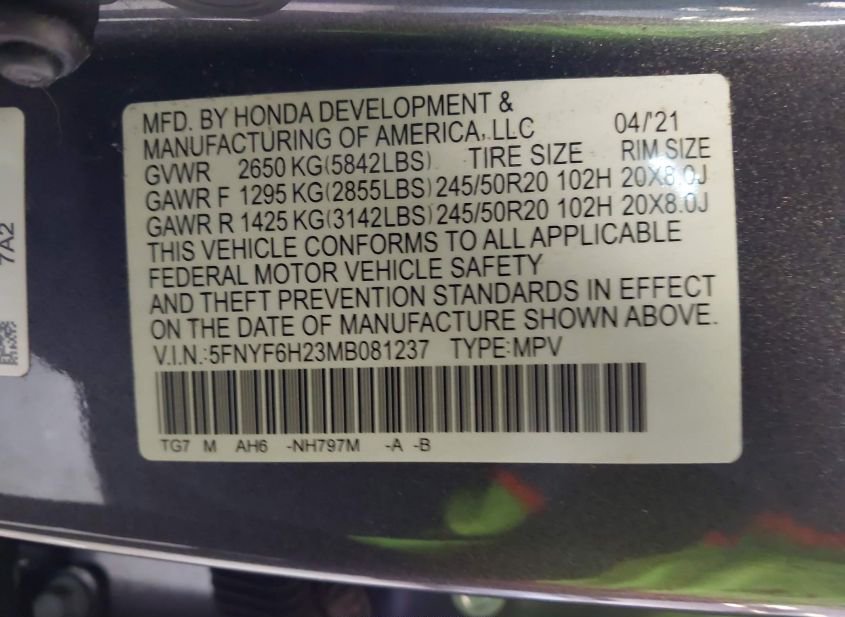 MFD. BY HONDA DEVELOPMENT &
MANUFACTURING OF AMERICA, LLC 04/'21
GVWR 2650 KG(5842LBS) TIRE SIZE RIM SIZE
GAWR F 1295 KG(2855LBS) 245/50R20 102H 20X8.0J
GAWR R 1425 KG(3142LBS) 245/50R20 102H 20X8.0J
THIS VEHICLE CONFORMS TO ALL APPLICABLE
FEDERAL MOTOR VEHICLE SAFETY
AND THEFT PREVENTION STANDARDS IN EFFECT
ON THE DATE OF MANUFACTURE SHOWN ABOVE.
V.I.N.:5FNYF6H23MB081237 TYPE:MPV
TG7 M AH6 -NH797M -A -B
7A2